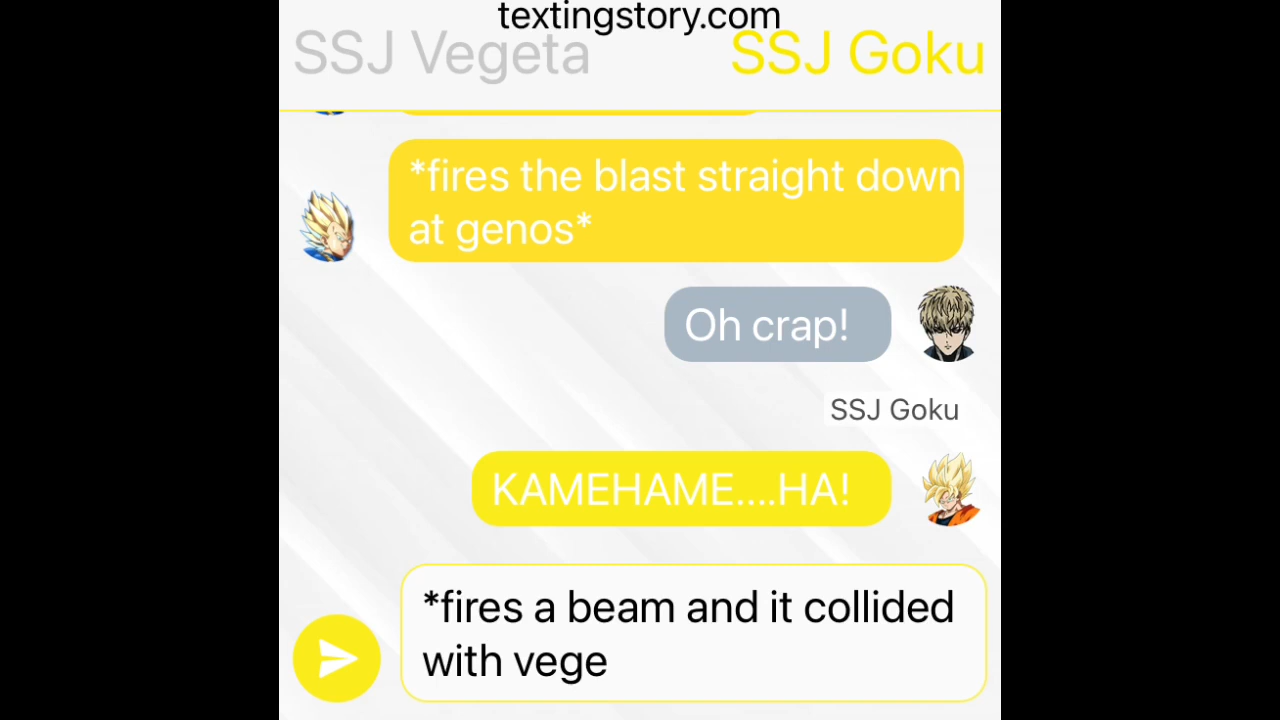 textingstory.com
SSJ Vegeta
SSJ Goku
*fires the blast straight down
at genos*
Oh crap!
SSJ Goku
KAMEHAME....HA!
*fires a beam and it collided
with vege